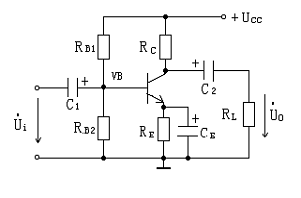 +UCC
RB1
RC
VB
+
+
C1
C2
U̇i
RB2
RE
+
CE
RL
U̇O